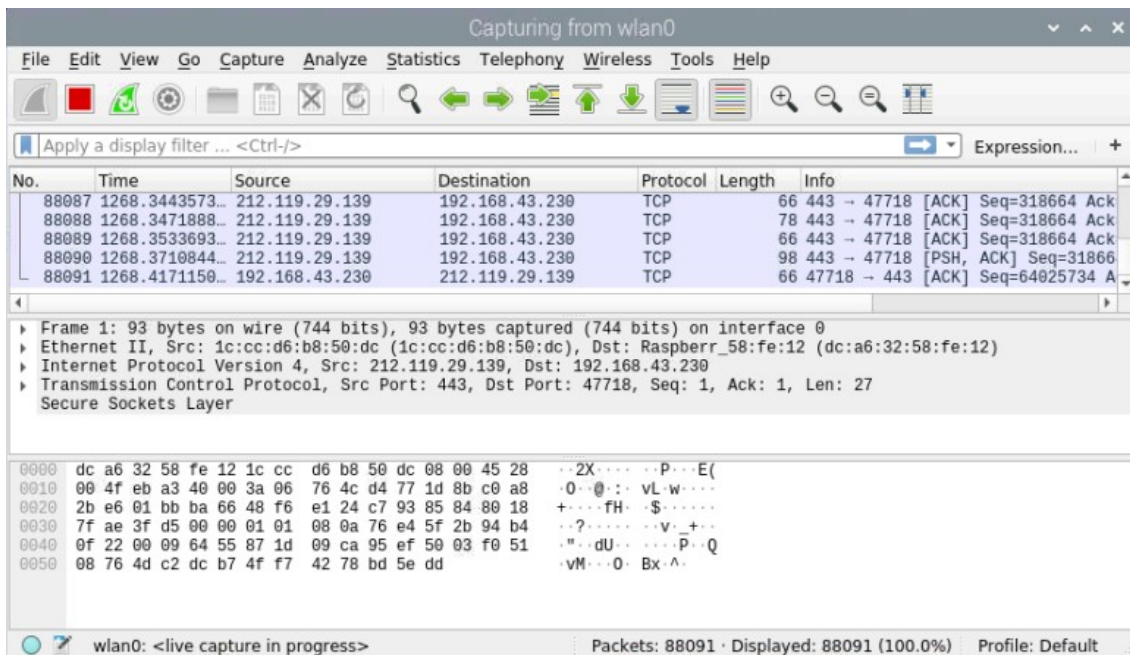 Capturing from wlan0
File Edit View Go Capture Analyze Statistics Telephony Wireless Tools Help
Apply a display filter ... <Ctrl-/> Expression... +
No. Time Source Destination Protocol Length Info
88087 1268.3443573… 212.119.29.139 192.168.43.230 TCP 66 443 → 47718 [ACK] Seq=318664 Ack
88088 1268.3471888… 212.119.29.139 192.168.43.230 TCP 78 443 → 47718 [ACK] Seq=318664 Ack
88089 1268.3533693… 212.119.29.139 192.168.43.230 TCP 66 443 → 47718 [ACK] Seq=318664 Ack
88090 1268.3710844… 212.119.29.139 192.168.43.230 TCP 98 443 → 47718 [PSH, ACK] Seq=31866
88091 1268.4171150… 192.168.43.230 212.119.29.139 TCP 66 47718 → 443 [ACK] Seq=64025734 A
Frame 1: 93 bytes on wire (744 bits), 93 bytes captured (744 bits) on interface 0
Ethernet II, Src: 1c:cc:d6:b8:50:dc (1c:cc:d6:b8:50:dc), Dst: Raspberr_58:fe:12 (dc:a6:32:58:fe:12)
Internet Protocol Version 4, Src: 212.119.29.139, Dst: 192.168.43.230
Transmission Control Protocol, Src Port: 443, Dst Port: 47718, Seq: 1, Ack: 1, Len: 27
Secure Sockets Layer
0000 dc a6 32 58 fe 12 1c cc d6 b8 50 dc 08 00 45 28 ··2X···· ··P···E(
0010 00 4f eb a3 40 00 3a 06 76 4c d4 77 1d 8b c0 a8 ·O··@·:· vL·w····
0020 2b e6 01 bb ba 66 48 f6 e1 24 c7 93 85 84 80 18 +····fH· ·$······
0030 7f ae 3f d5 00 00 01 01 08 0a 76 e4 5f 2b 94 b4 ··?····· ··v·_+··
0040 0f 22 00 09 64 55 87 1d 09 ca 95 ef 50 03 f0 51 ·"··dU·· ····P··Q
0050 08 76 4d c2 dc b7 4f f7 42 78 bd 5e dd ·vM···O· Bx·^·
wlan0: <live capture in progress> Packets: 88091 · Displayed: 88091 (100.0%) Profile: Default